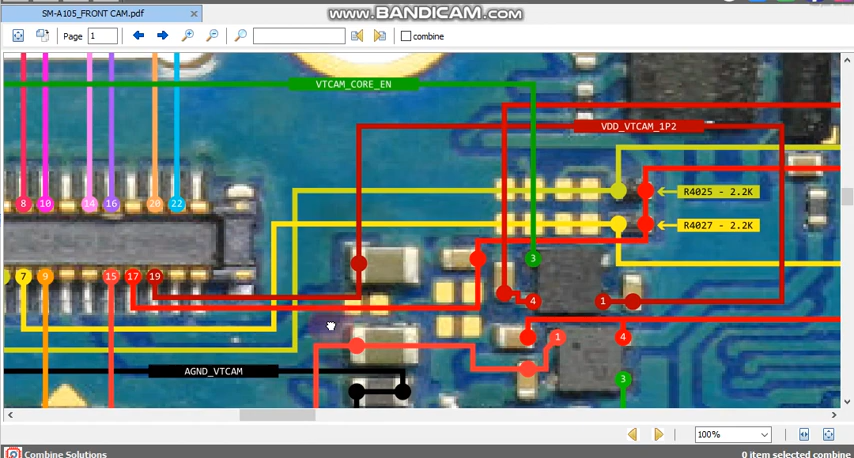 www.BANDICAM.com
SM-A105_FRONT CAM.pdf
Page 1
combine
VTCAM_CORE_EN
VDD_VTCAM_1P2
R4025 - 2.2K
R4027 - 2.2K
8 10 14 16 20 22
3
7 9 15 17 19
4 1
1 4
AGND_VTCAM
3
100%
Combine Solutions
0 item selected combine